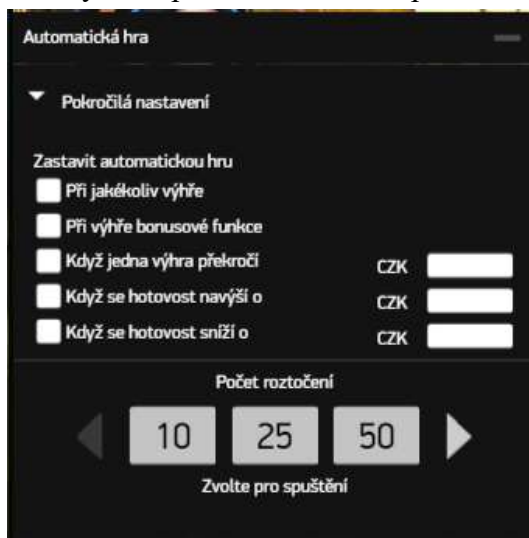 Automatická hra
Pokročilá nastavení
Zastavit automatickou hru
Při jakékoliv výhře
Při výhře bonusové funkce
Když jedna výhra překročí CZK
Když se hotovost navýší o CZK
Když se hotovost sníží o CZK
Počet roztočení
10 25 50
Zvolte pro spuštění